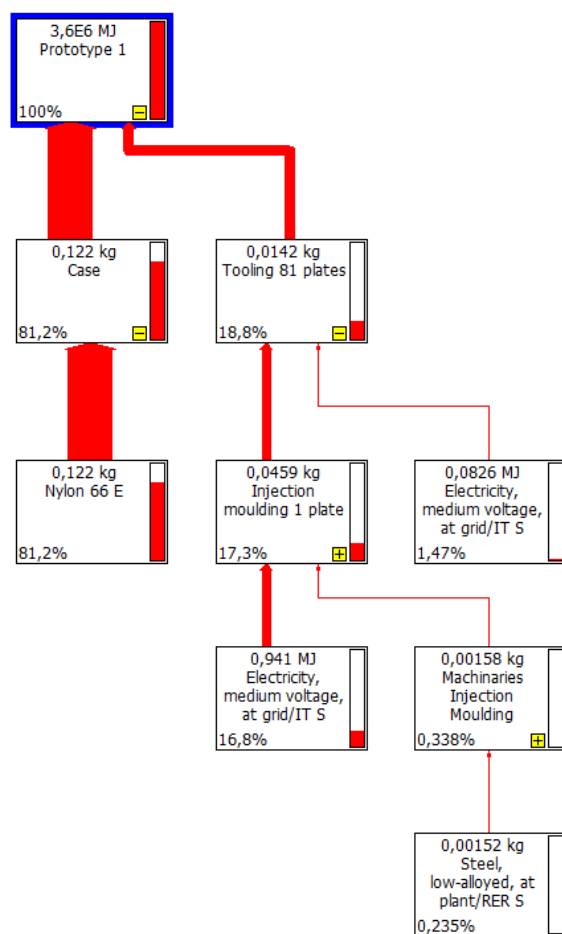 3,6E6 MJ
Prototype 1
100%
0,122 kg
Case
81,2%
0,0142 kg
Tooling 81 plates
18,8%
0,122 kg
Nylon 66 E
81,2%
0,0459 kg
Injection
moulding 1 plate
17,3%
0,0826 MJ
Electricity,
medium voltage,
at grid/IT S
1,47%
0,941 MJ
Electricity,
medium voltage,
at grid/IT S
16,8%
0,00158 kg
Machinaries
Injection
Moulding
0,338%
0,00152 kg
Steel,
low-alloyed, at
plant/RER S
0,235%